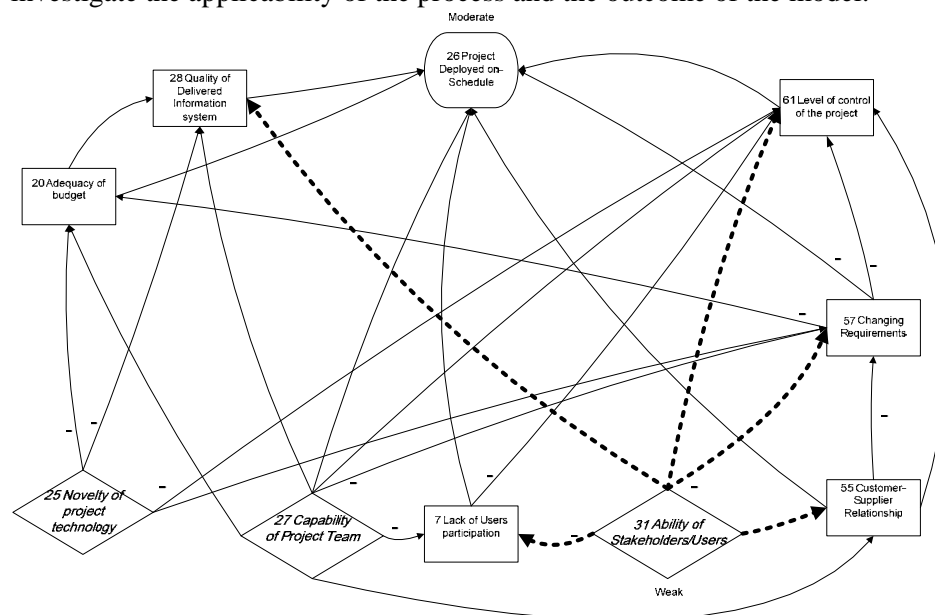 investigate the applicability of the process and the outcome of the model.
Moderate
26 Project
Deployed on-
Schedule
28 Quality of
Delivered
Information
system
61 Level of control
of the project
20 Adequacy of
budget
-
-
-
57 Changing
Requirements
-
-
-
-
-
-
-
25 Novelty of
project
technology
27 Capability
of Project Team
-
7 Lack of Users
participation
-
31 Ability of
Stakeholders/Users
55 Customer-
Supplier
Relationship
Weak